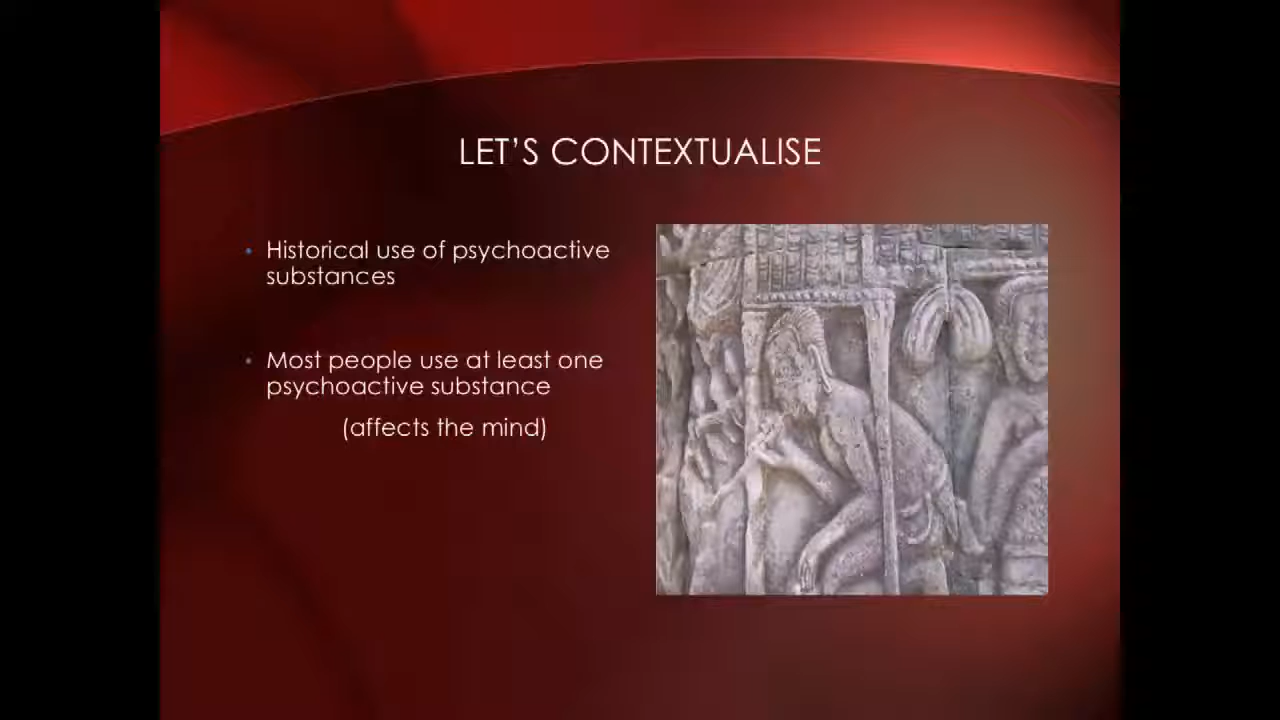 LET'S CONTEXTUALISE
• Historical use of psychoactive
substances
• Most people use at least one
psychoactive substance
(affects the mind)